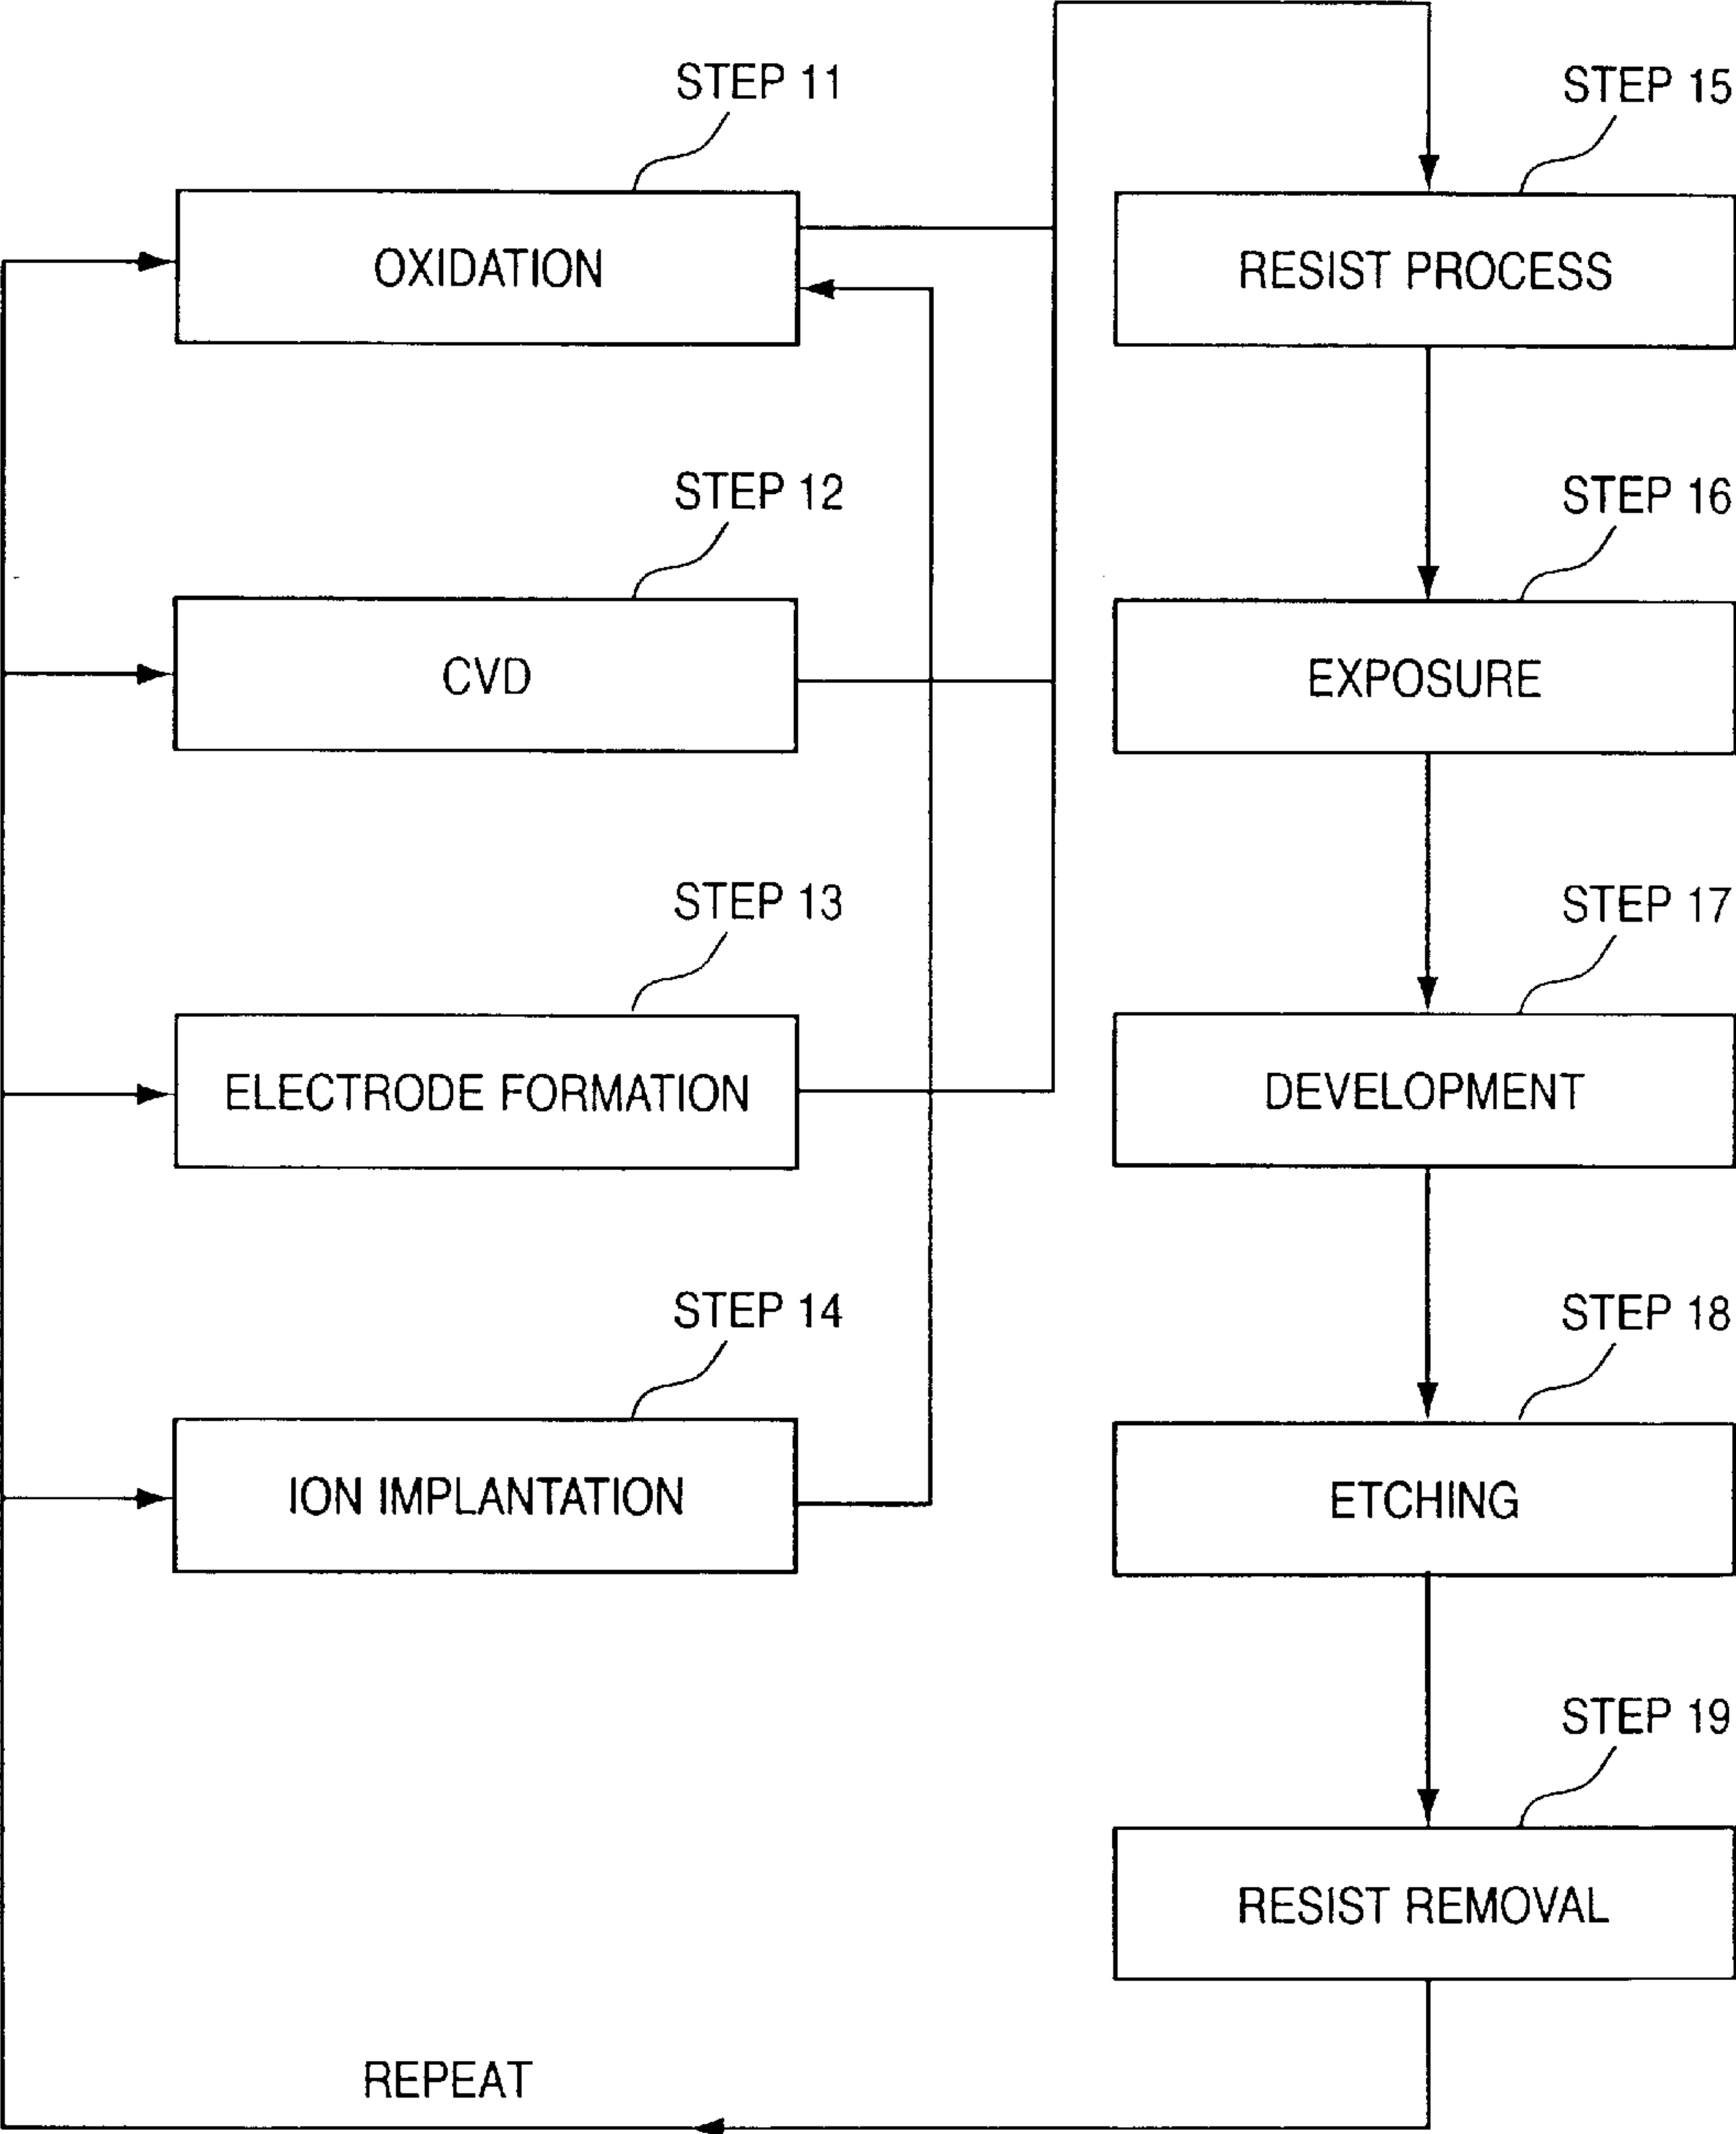 STEP 11
OXIDATION
STEP 12
CVD
STEP 13
ELECTRODE FORMATION
STEP 14
ION IMPLANTATION
STEP 15
RESIST PROCESS
STEP 16
EXPOSURE
STEP 17
DEVELOPMENT
STEP 18
ETCHING
STEP 19
RESIST REMOVAL
REPEAT